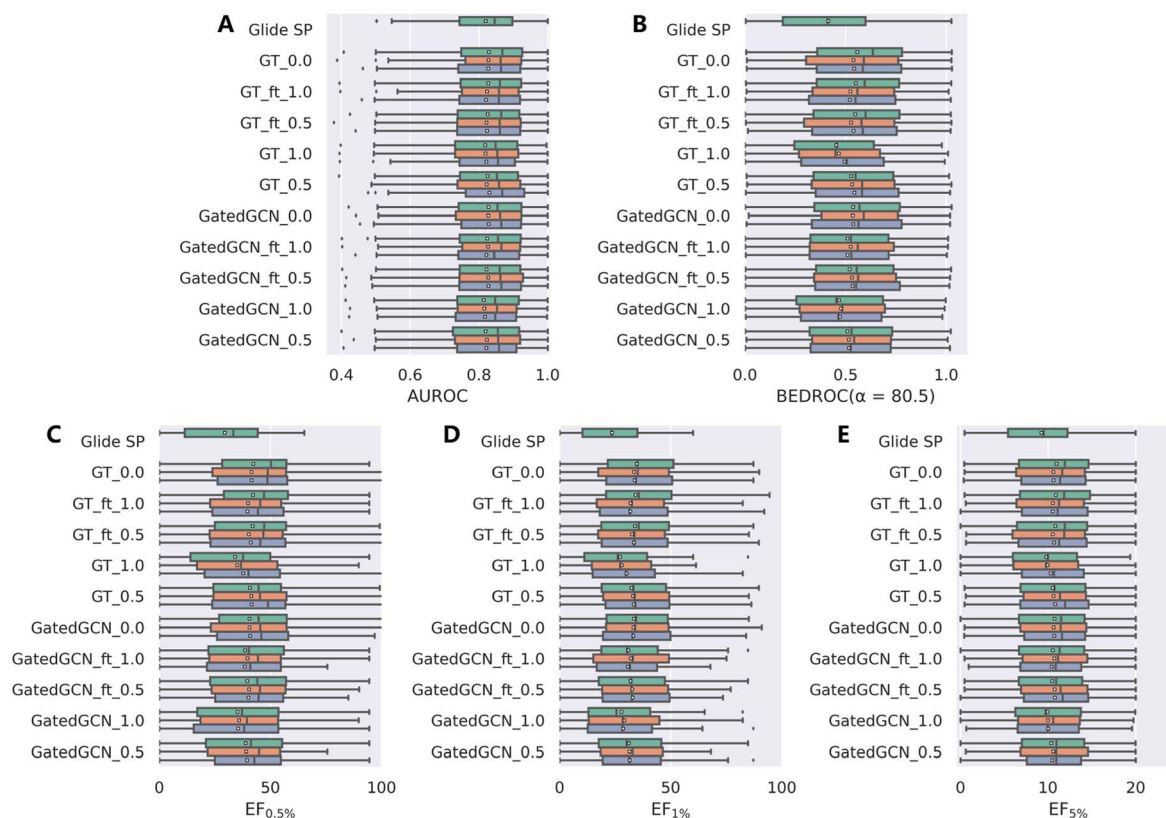 A
Glide SP
GT_0.0
GT_ft_1.0
GT_ft_0.5
GT_1.0
GT_0.5
GatedGCN_0.0
GatedGCN_ft_1.0
GatedGCN_ft_0.5
GatedGCN_1.0
GatedGCN_0.5
0.4 0.6 0.8 1.0
AUROC
B
Glide SP
GT_0.0
GT_ft_1.0
GT_ft_0.5
GT_1.0
GT_0.5
GatedGCN_0.0
GatedGCN_ft_1.0
GatedGCN_ft_0.5
GatedGCN_1.0
GatedGCN_0.5
0.0 0.5 1.0
BEDROC(α = 80.5)
C
Glide SP
GT_0.0
GT_ft_1.0
GT_ft_0.5
GT_1.0
GT_0.5
GatedGCN_0.0
GatedGCN_ft_1.0
GatedGCN_ft_0.5
GatedGCN_1.0
GatedGCN_0.5
0 50 100
EF0.5%
D
Glide SP
GT_0.0
GT_ft_1.0
GT_ft_0.5
GT_1.0
GT_0.5
GatedGCN_0.0
GatedGCN_ft_1.0
GatedGCN_ft_0.5
GatedGCN_1.0
GatedGCN_0.5
0 50 100
EF1%
E
Glide SP
GT_0.0
GT_ft_1.0
GT_ft_0.5
GT_1.0
GT_0.5
GatedGCN_0.0
GatedGCN_ft_1.0
GatedGCN_ft_0.5
GatedGCN_1.0
GatedGCN_0.5
0 10 20
EF5%